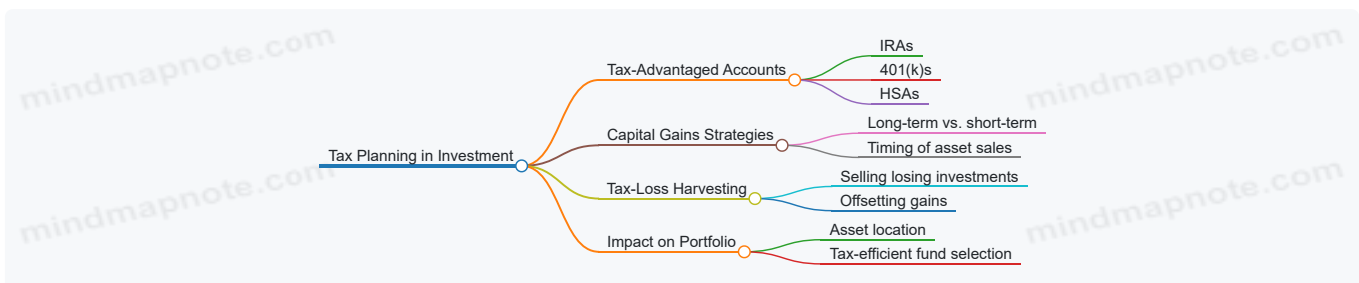 mindmapnote.com
mindmapnote.com
IRAs
Tax-Advantaged Accounts
401(k)s
HSAs
Long-term vs. short-term
Capital Gains Strategies
Timing of asset sales
Tax Planning in Investment
Selling losing investments
Tax-Loss Harvesting
Offsetting gains
mindmapnote.com
mindmapnote.com
Asset location
Impact on Portfolio
Tax-efficient fund selection